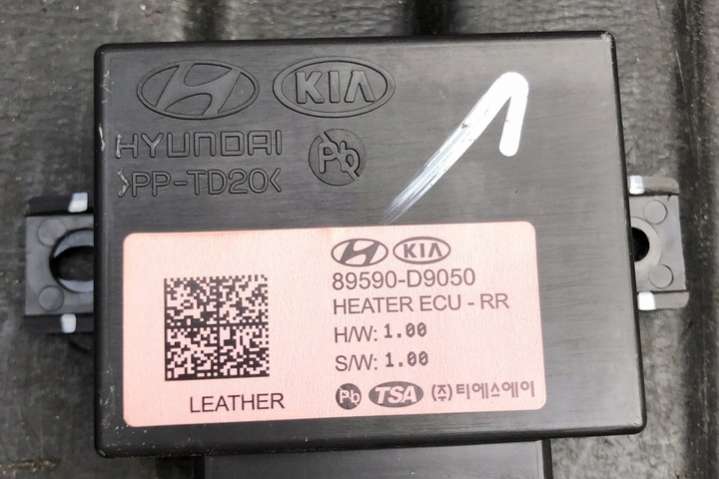 KIA
HYUNDAI
Pb
>PP-TD20<
KIA
89590-D9050
HEATER ECU - RR
H/W: 1.00
S/W: 1.00
LEATHER
Pb TSA (주)티에스에이